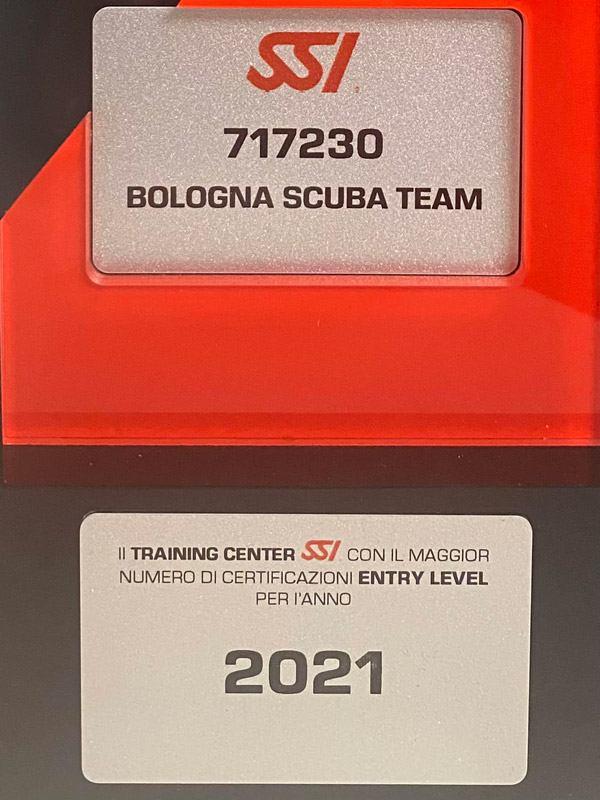 SSI
717230
BOLOGNA SCUBA TEAM
Il TRAINING CENTER SSI CON IL MAGGIOR
NUMERO DI CERTIFICAZIONI ENTRY LEVEL
PER l'ANNO
2021